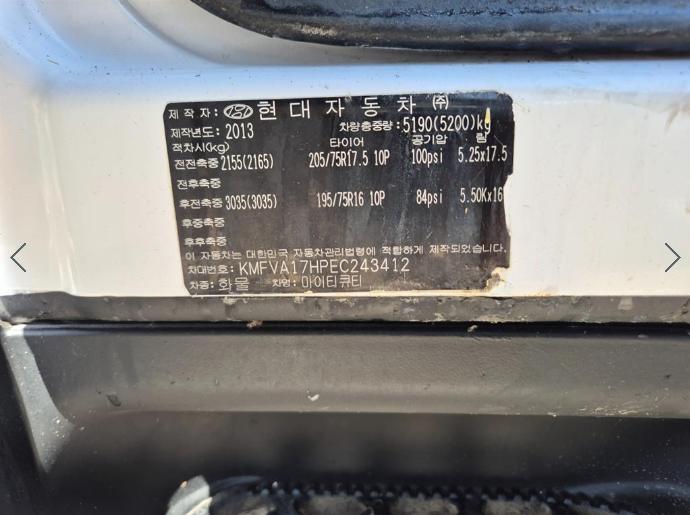 제작자: 현대자동차 ㈜
제작년도: 2013 차량총중량: 5190(5200)kg
적차시(kg) 타이어 공기압 림
전전축중 2155(2165) 205/75R17.5 10P 100psi 5.25x17.5
전후축중
후전축중 3035(3035) 195/75R16 10P 84psi 5.50Kx16
후중축중
후후축중
이 자동차는 대한민국 자동차관리법령에 적합하게 제작되었습니다.
차대번호: KMFVA17HPEC243412
차종: 화물 차명: 마이티큐티